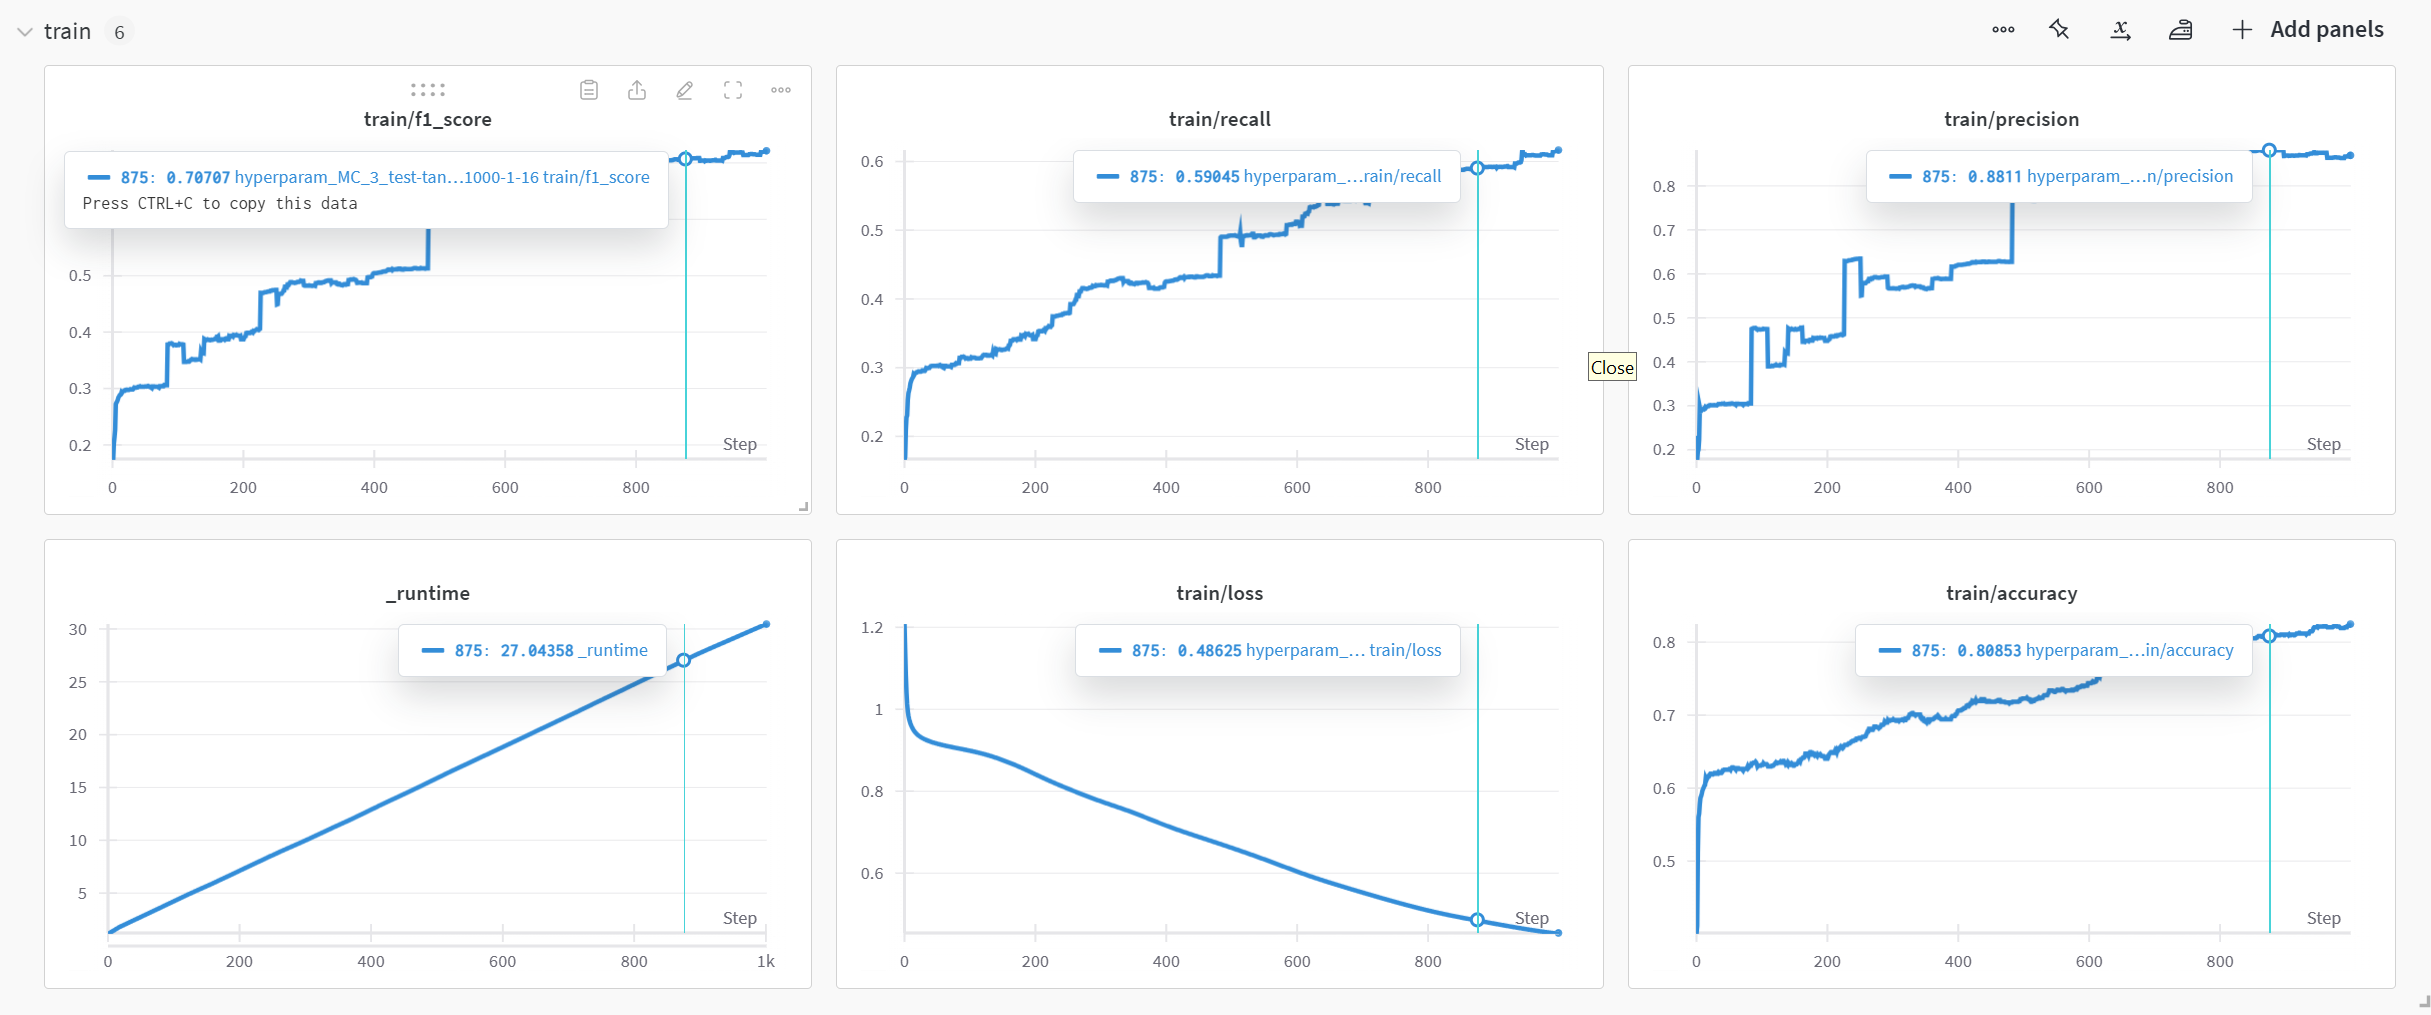 train 6
Add panels
train/f1_score
875: 0.70707 hyperparam_MC_3_test-tan...1000-1-16 train/f1_score
Press CTRL+C to copy this data
0.5
0.4
0.3
0.2
Step
0 200 400 600 800
train/recall
875: 0.59045 hyperparam_...rain/recall
0.6
0.5
0.4
0.3
0.2
Step
0 200 400 600 800
Close
train/precision
875: 0.8811 hyperparam_...n/precision
0.8
0.7
0.6
0.5
0.4
0.3
0.2
Step
0 200 400 600 800
_runtime
875: 27.04358 _runtime
30
25
20
15
10
5
Step
0 200 400 600 800 1k
train/loss
875: 0.48625 hyperparam_... train/loss
1.2
1
0.8
0.6
Step
0 200 400 600 800
train/accuracy
875: 0.80853 hyperparam_...in/accuracy
0.8
0.7
0.6
0.5
Step
0 200 400 600 800